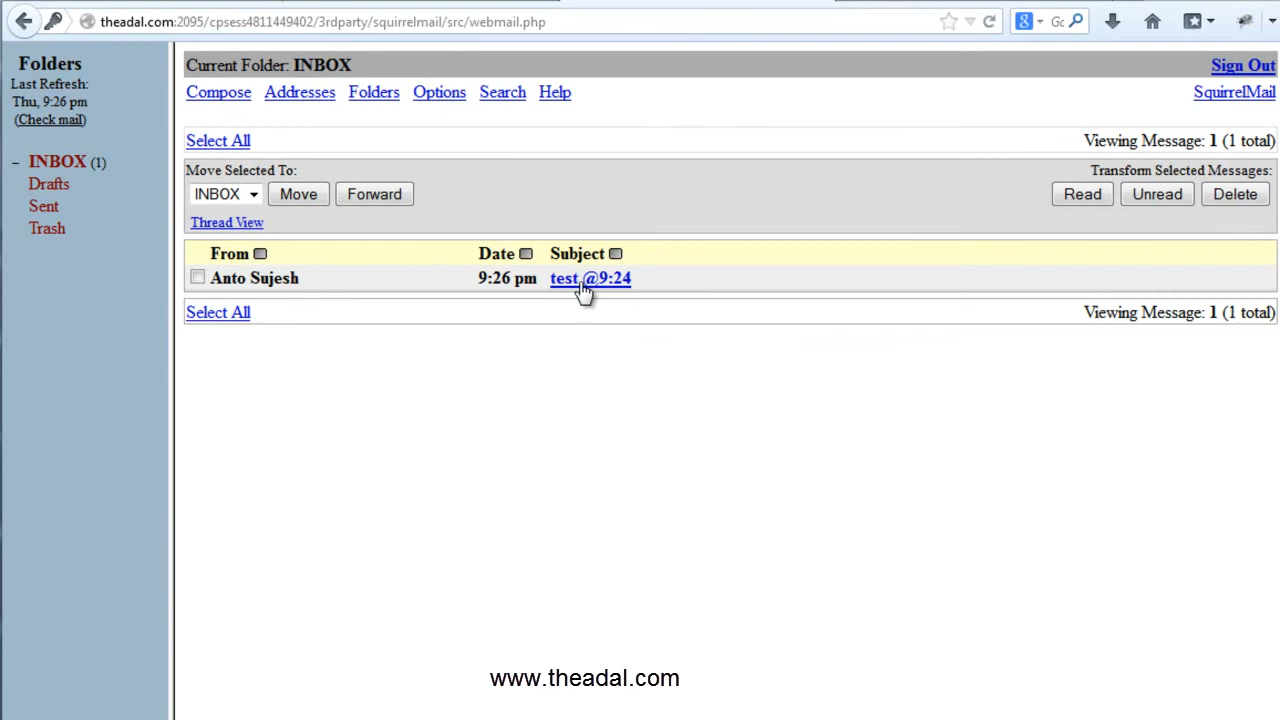 theadal.com:2095/cpsess4811449402/3rdparty/squirrelmail/src/webmail.php
Folders
Last Refresh:
Thu, 9:26 pm
(Check mail)
– INBOX (1)
Drafts
Sent
Trash
Current Folder: INBOX Sign Out
Compose Addresses Folders Options Search Help SquirrelMail
Select All Viewing Message: 1 (1 total)
Move Selected To: Transform Selected Messages:
INBOX Move Forward Read Unread Delete
Thread View
From Date Subject
Anto Sujesh 9:26 pm test @9:24
Select All Viewing Message: 1 (1 total)
www.theadal.com